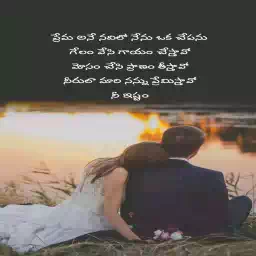 ప్రేమ అనే నదిలో నేను ఒక చేపను
గేలం వేసి గాయం చేస్తావో
మోసం చేసి ప్రాణం తీస్తావో
నీరులా మారి నన్ను ప్రేమిస్తావో
నీ ఇష్టం